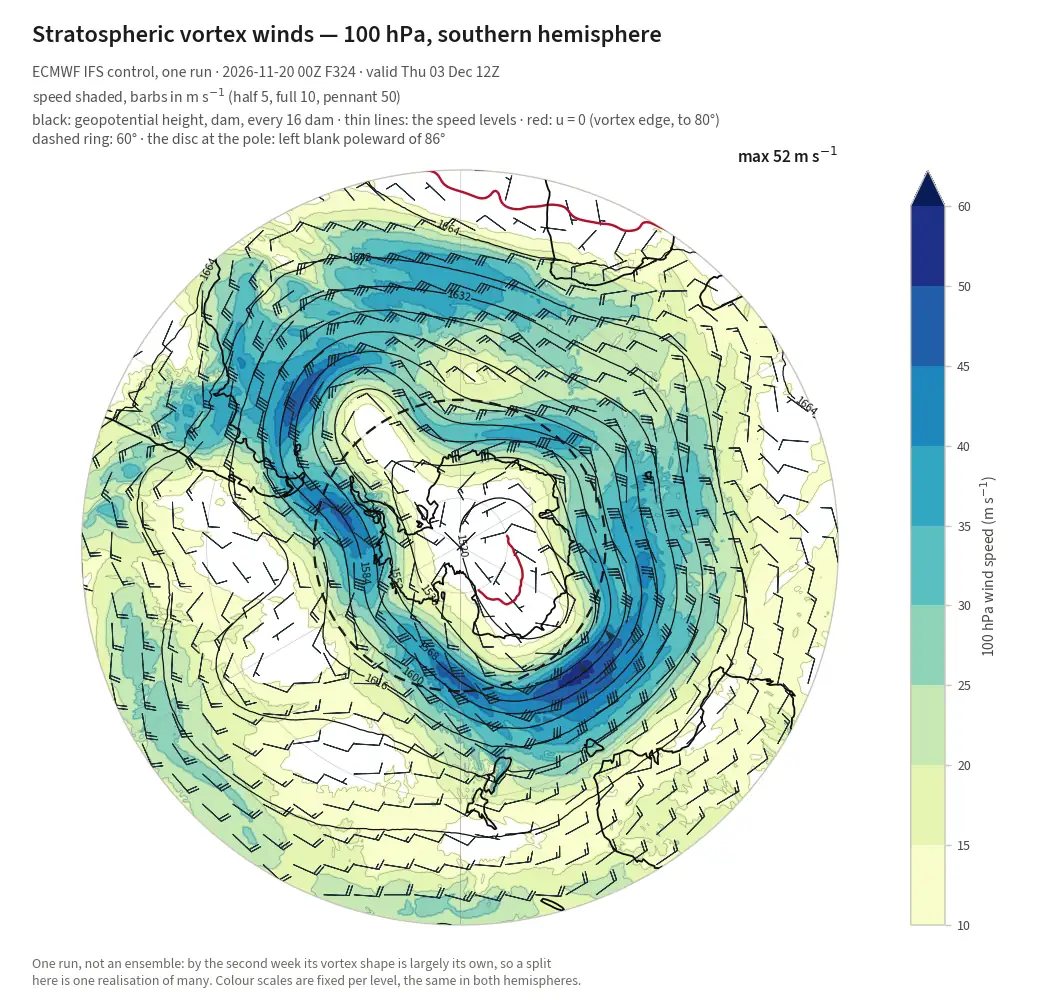 Stratospheric vortex winds — 100 hPa, southern hemisphere
ECMWF IFS control, one run · 2026-11-20 00Z F324 · valid Thu 03 Dec 12Z
speed shaded, barbs in m s⁻¹ (half 5, full 10, pennant 50)
black: geopotential height, dam, every 16 dam · thin lines: the speed levels · red: u = 0 (vortex edge, to 80°)
dashed ring: 60° · the disc at the pole: left blank poleward of 86°
max 52 m s⁻¹
60
50
45
40
35
30
25
20
15
10
100 hPa wind speed (m s⁻¹)
1664
1664
1632
1664
1520
1584
1568
1600
1616
One run, not an ensemble: by the second week its vortex shape is largely its own, so a split
here is one realisation of many. Colour scales are fixed per level, the same in both hemispheres.